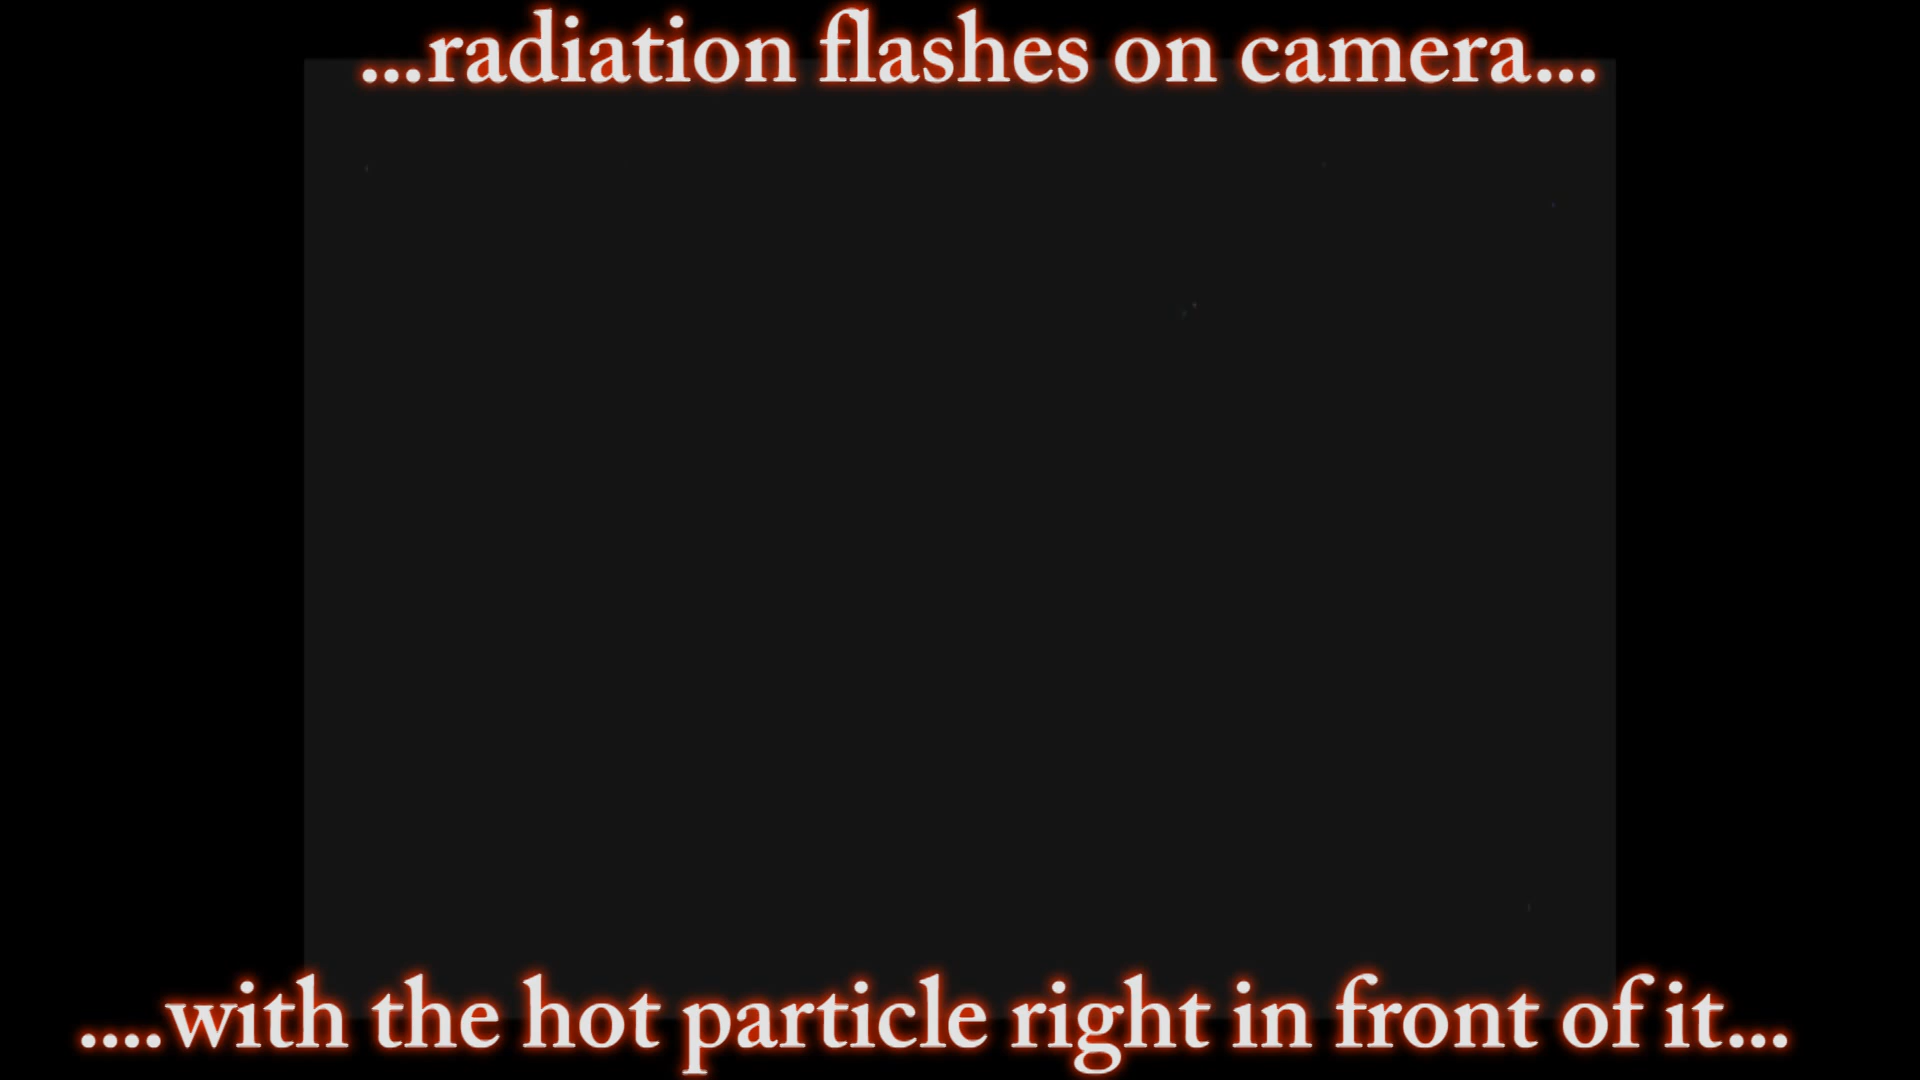 ...radiation flashes on camera...
....with the hot particle right in front of it...